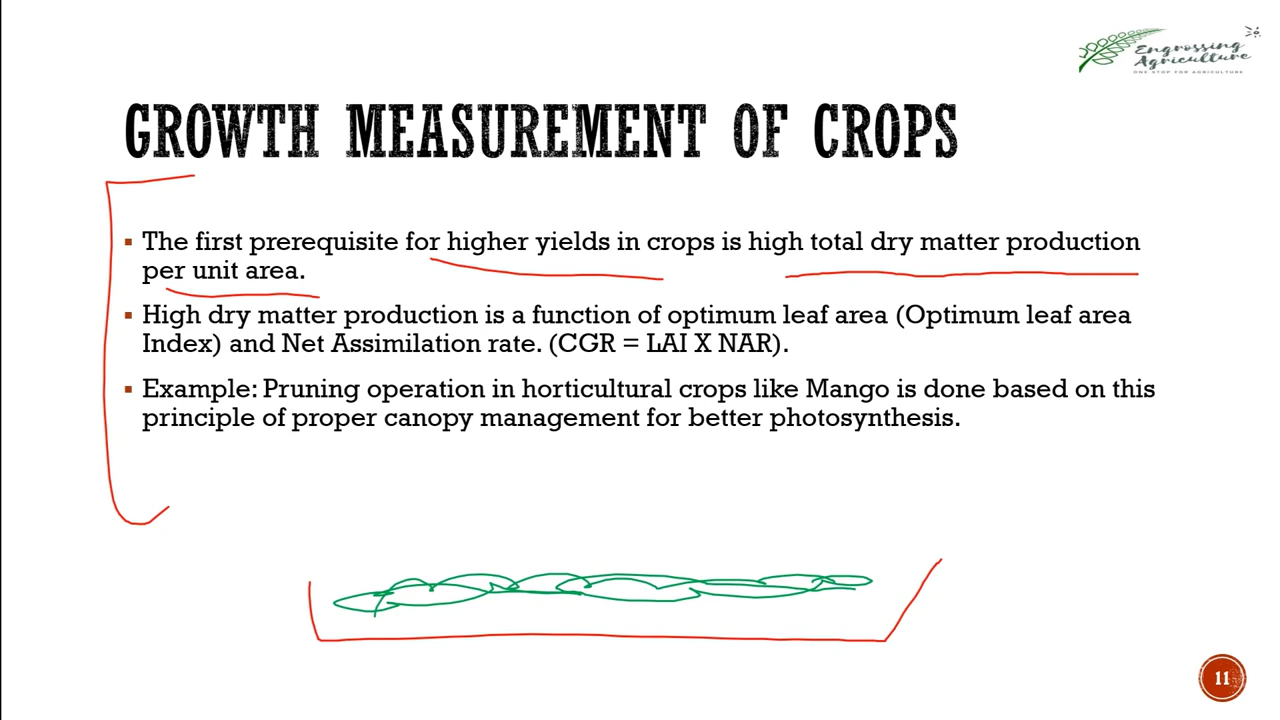 Engrossing
Agriculture
ONE STOP FOR AGRICULTURE
GROWTH MEASUREMENT OF CROPS
▪ The first prerequisite for higher yields in crops is high total dry matter production
per unit area.
▪ High dry matter production is a function of optimum leaf area (Optimum leaf area
Index) and Net Assimilation rate. (CGR = LAI X NAR).
▪ Example: Pruning operation in horticultural crops like Mango is done based on this
principle of proper canopy management for better photosynthesis.
11